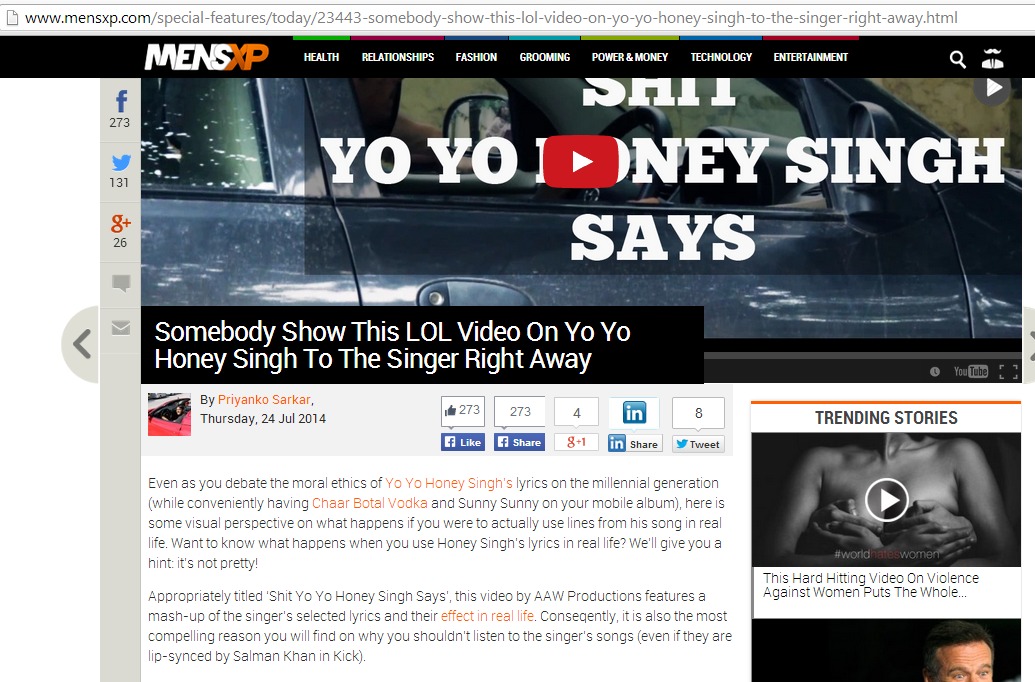 www.mensxp.com/special-features/today/23443-somebody-show-this-lol-video-on-yo-yo-honey-singh-to-the-singer-right-away.html
MENSXP
HEALTH RELATIONSHIPS FASHION GROOMING POWER & MONEY TECHNOLOGY ENTERTAINMENT
273
131
g+
26
SHIT
YO YO HONEY SINGH
SAYS
Somebody Show This LOL Video On Yo Yo
Honey Singh To The Singer Right Away
YouTube
By Priyanko Sarkar,
Thursday, 24 Jul 2014
273 273 4 in 8
Like Share g+1 in Share Tweet
Even as you debate the moral ethics of Yo Yo Honey Singh's lyrics on the millennial generation
(while conveniently having Chaar Botal Vodka and Sunny Sunny on your mobile album), here is
some visual perspective on what happens if you were to actually use lines from his song in real
life. Want to know what happens when you use Honey Singh's lyrics in real life? We'll give you a
hint: it's not pretty!
Appropriately titled 'Shit Yo Yo Honey Singh Says', this video by AAW Productions features a
mash-up of the singer's selected lyrics and their effect in real life. Conseqently, it is also the most
compelling reason you will find on why you shouldn't listen to the singer's songs (even if they are
lip-synced by Salman Khan in Kick).
TRENDING STORIES
#worldhateswomen
This Hard Hitting Video On Violence
Against Women Puts The Whole...